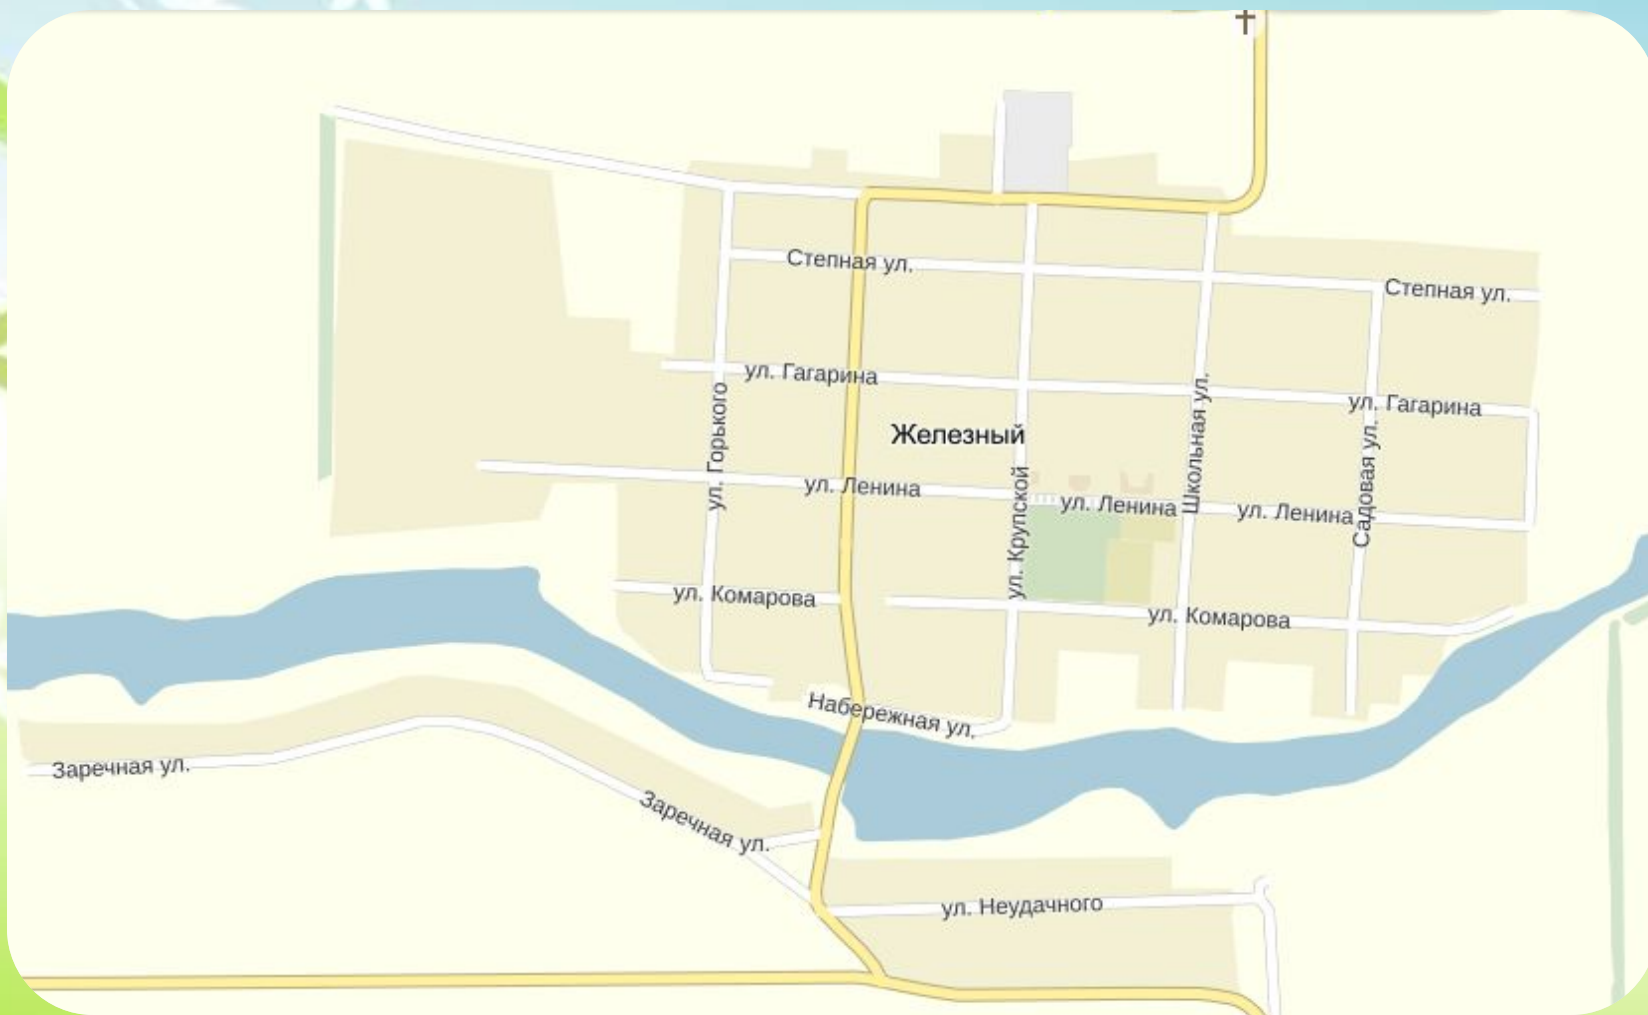 Степная ул.
Степная ул.
ул. Гагарина
ул. Гагарина
ул. Горького
Железный
Школьная ул.
Садовая ул.
ул. Крупской
ул. Ленина
ул. Ленина
ул. Ленина
ул. Комарова
ул. Комарова
Набережная ул.
Заречная ул.
Заречная ул.
ул. Неудачного